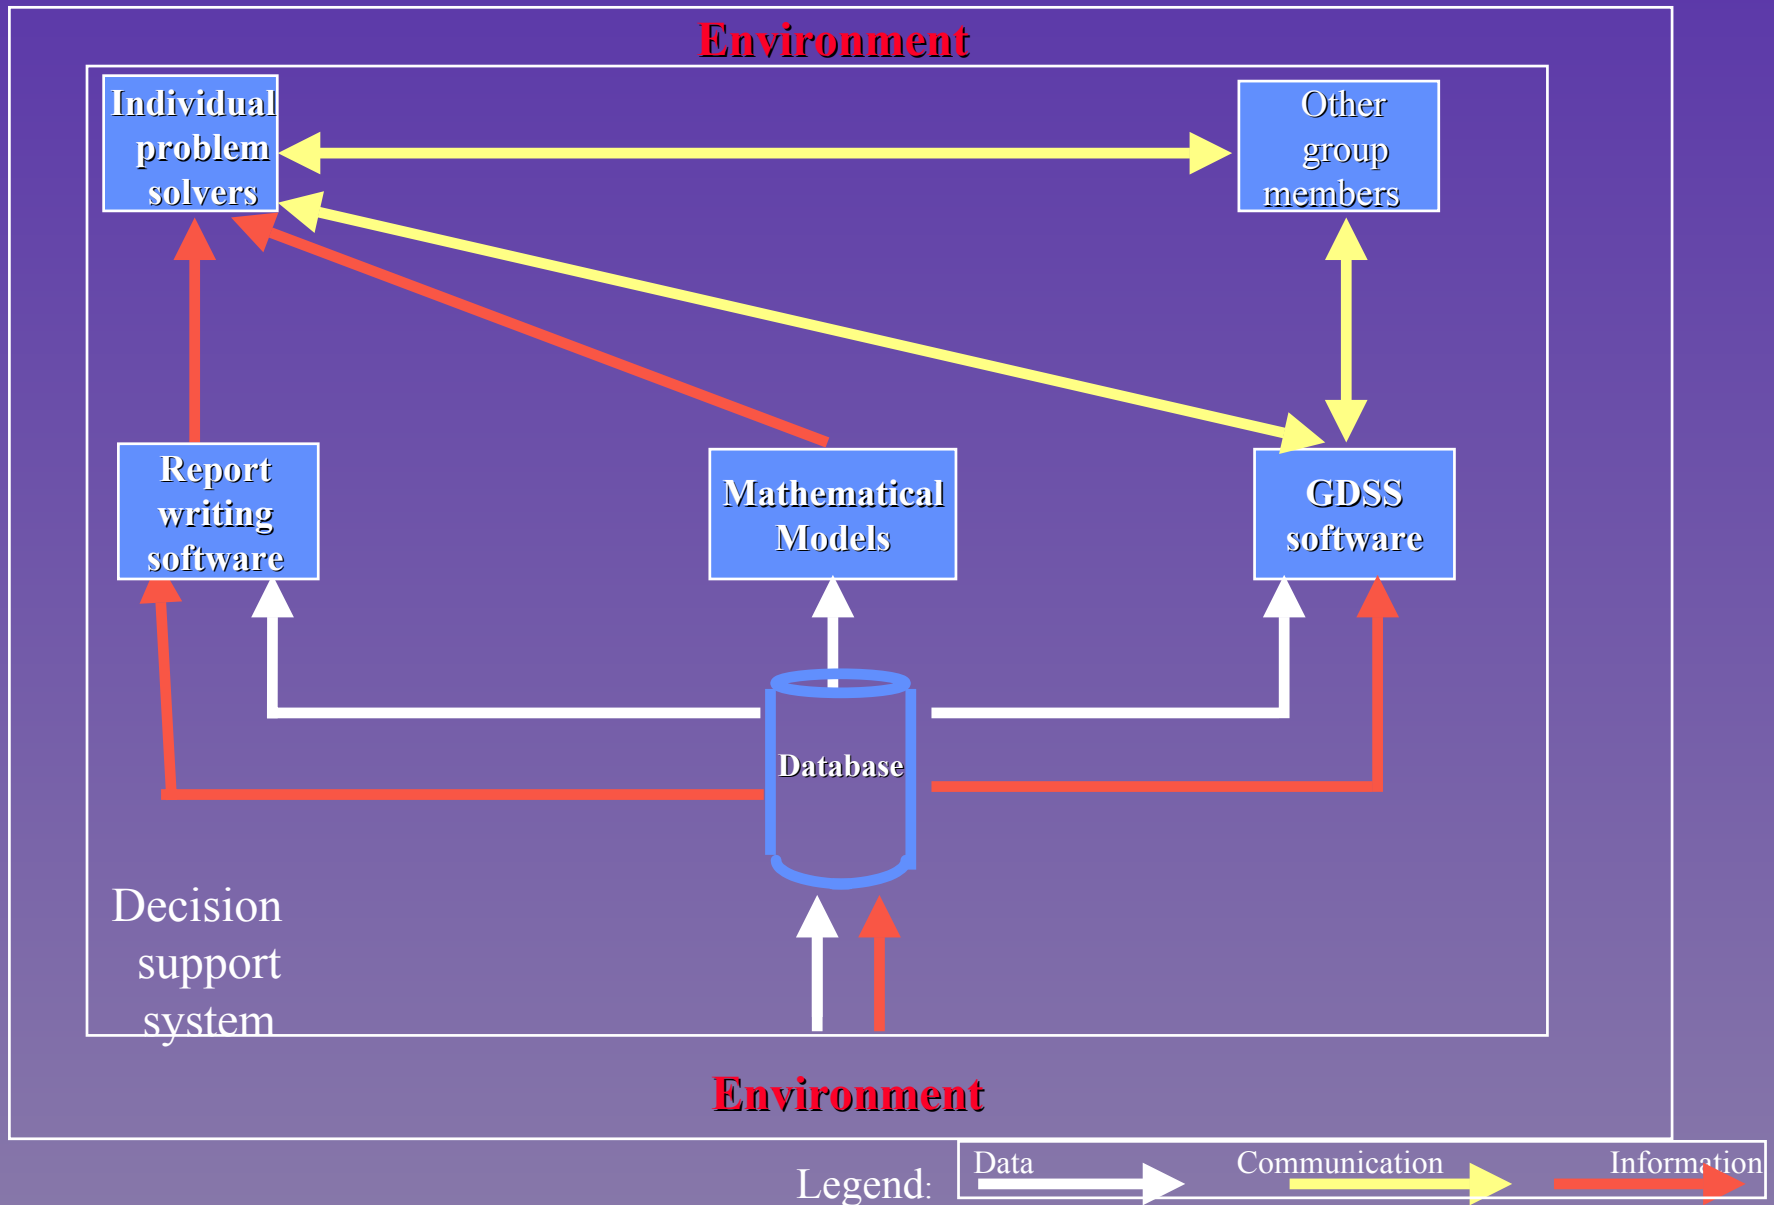 Environment
Individual
problem
solvers
Other
group
members
Report
writing
software
Mathematical
Models
GDSS
software
Database
Decision
support
system
Environment
Legend:
Data
Communication
Information